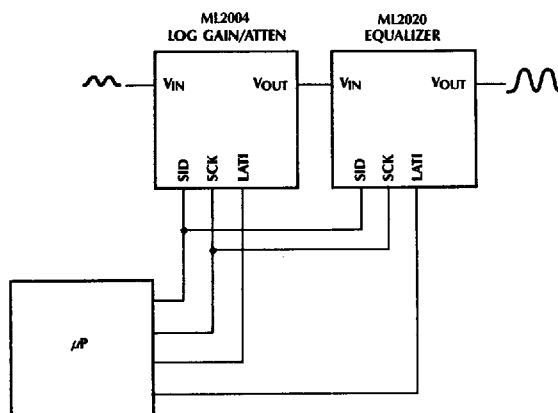 ML2004
LOG GAIN/ATTEN
ML2020
EQUALIZER
VIN
VOUT
VIN
VOUT
SID
SCK
LATI
SID
SCK
LATI
μP